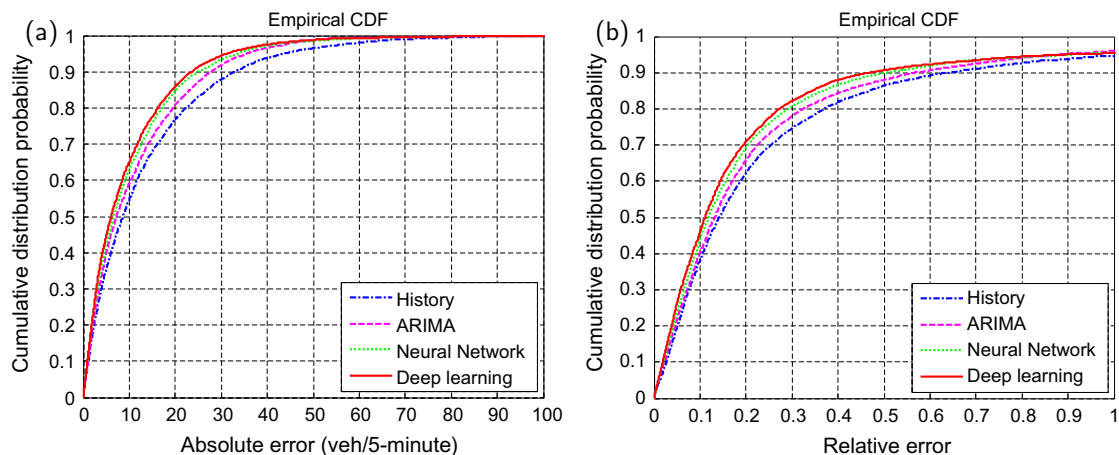 (a)
Empirical CDF
Cumulative distribution probability
1
0.9
0.8
0.7
0.6
0.5
0.4
0.3
0.2
0.1
0
History
ARIMA
Neural Network
Deep learning
0 10 20 30 40 50 60 70 80 90 100
Absolute error (veh/5-minute)
(b)
Empirical CDF
Cumulative distribution probability
1
0.9
0.8
0.7
0.6
0.5
0.4
0.3
0.2
0.1
0
History
ARIMA
Neural Network
Deep learning
0 0.1 0.2 0.3 0.4 0.5 0.6 0.7 0.8 0.9 1
Relative error